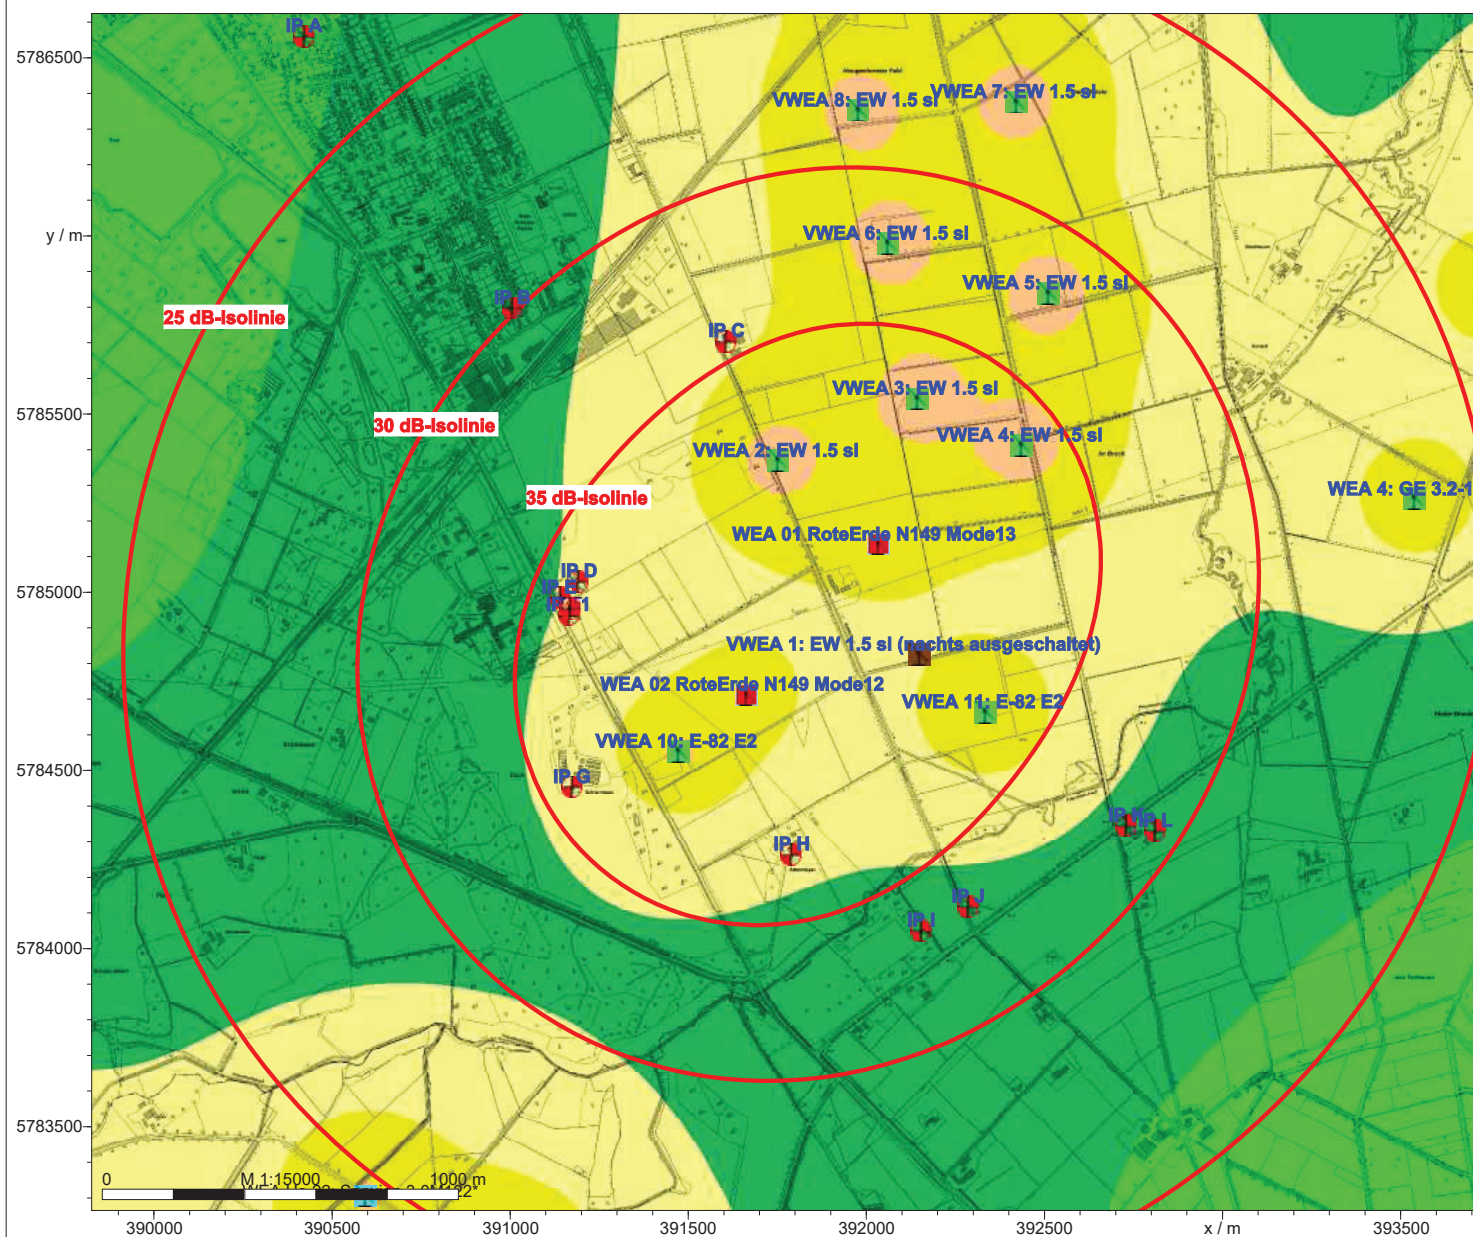 IP A
5786500
VWEA 8: EW 1.5 sl
VWEA 7: EW 1.5 sl
y / m
VWEA 6: EW 1.5 sl
VWEA 5: EW 1.5 sl
IP B
25 dB-Isolinie
IP C
VWEA 3: EW 1.5 sl
5785500
30 dB-Isolinie
VWEA 4: EW 1.5 sl
VWEA 2: EW 1.5 sl
WEA 4: GE 3.2-1
35 dB-Isolinie
WEA 01 RoteErde N149 Mode13
IP D
5785000
IP E
VWEA 1: EW 1.5 sl (nachts ausgeschaltet)
WEA 02 RoteErde N149 Mode12
VWEA 11: E-82 E2
VWEA 10: E-82 E2
5784500
IP G
IP L
IP H
IP J
IP I
5784000
5783500
0 M 1:15000 1000 m
390000 390500 391000 391500 392000 392500 x / m 393500